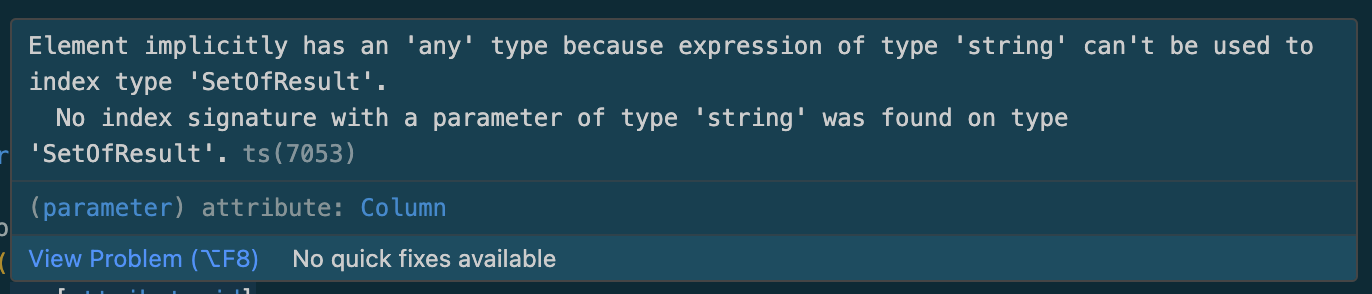 Element implicitly has an 'any' type because expression of type 'string' can't be used to
index type 'SetOfResult'.
No index signature with a parameter of type 'string' was found on type
'SetOfResult'. ts(7053)
(parameter) attribute: Column
View Problem (⌥F8) No quick fixes available